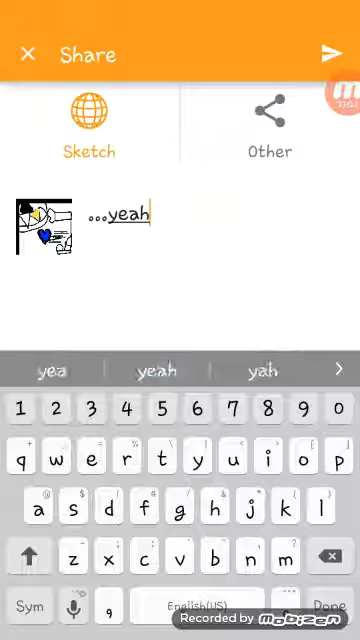 Share
Sketch
Other
...yeah
yea yeah yah
1 2 3 4 5 6 7 8 9 0
q w e r t y u i o p
a s d f g h j k l
z x c v b n m
Sym , English(US) Done
Recorded by mobizen